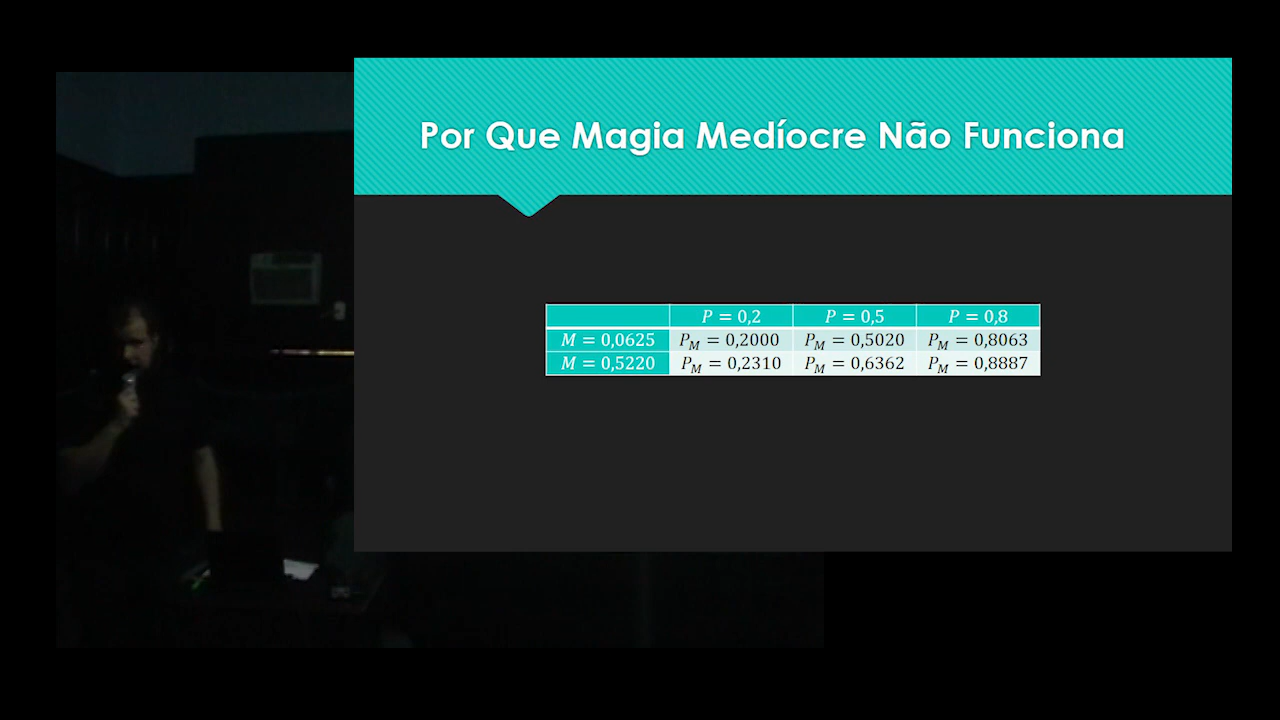 Por Que Magia Medíocre Não Funciona
P = 0,2 P = 0,5 P = 0,8
M = 0,0625 P_M = 0,2000 P_M = 0,5020 P_M = 0,8063
M = 0,5220 P_M = 0,2310 P_M = 0,6362 P_M = 0,8887